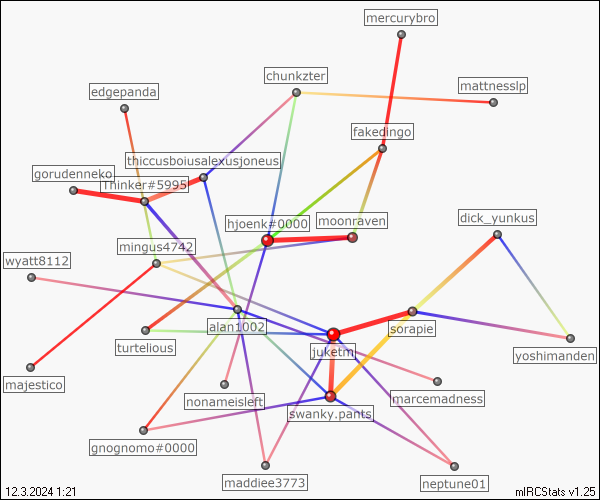 mercurybro
chunkzter
mattnesslp
edgepanda
fakedingo
thiccusboiusalexusjoneus
gorudenneko
Thinker#5995
hjoenk#0000
moonraven
dick_yunkus
mingus4742
wyatt8112
alan1002
sorapie
turtelious
juketm
yoshimanden
majestico
nonameisleft
marcemadness
swanky.pants
gnognomo#0000
maddiee3773
neptune01
12.3.2024 1:21
mIRCStats v1.25